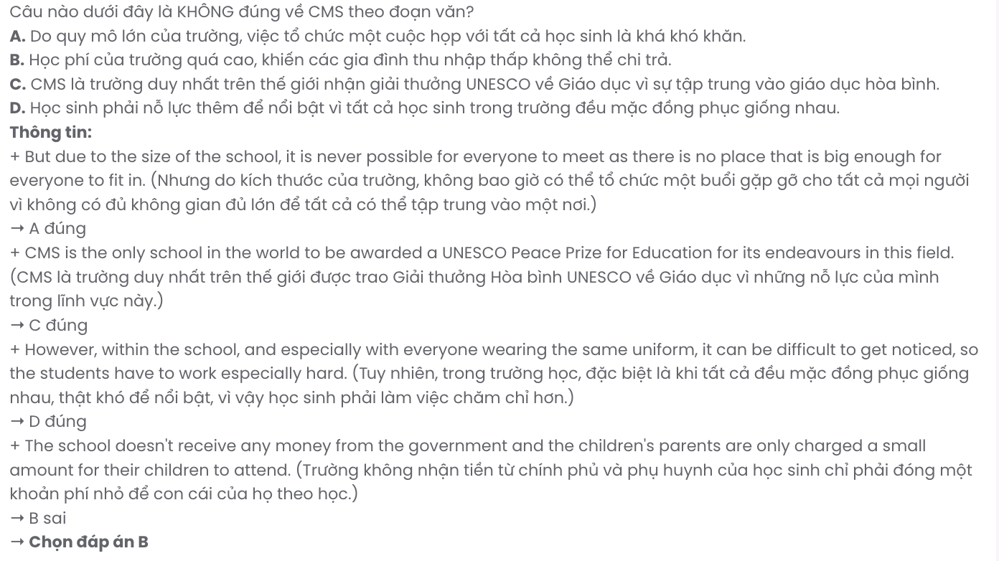 Câu nào dưới đây là KHÔNG đúng về CMS theo đoạn văn?
A. Do quy mô lớn của trường, việc tổ chức một cuộc họp với tất cả học sinh là khá khó khăn.
B. Học phí của trường quá cao, khiến các gia đình thu nhập thấp không thể chi trả.
C. CMS là trường duy nhất trên thế giới nhận giải thưởng UNESCO về Giáo dục vì sự tập trung vào giáo dục hòa bình.
D. Học sinh phải nỗ lực thêm để nổi bật vì tất cả học sinh trong trường đều mặc đồng phục giống nhau.
Thông tin:
+ But due to the size of the school, it is never possible for everyone to meet as there is no place that is big enough for
everyone to fit in. (Nhưng do kích thước của trường, không bao giờ có thể tổ chức một buổi gặp gỡ cho tất cả mọi người
vì không có đủ không gian đủ lớn để tất cả có thể tập trung vào một nơi.)
→ A đúng
+ CMS is the only school in the world to be awarded a UNESCO Peace Prize for Education for its endeavours in this field.
(CMS là trường duy nhất trên thế giới được trao Giải thưởng Hòa bình UNESCO về Giáo dục vì những nỗ lực của mình
trong lĩnh vực này.)
→ C đúng
+ However, within the school, and especially with everyone wearing the same uniform, it can be difficult to get noticed, so
the students have to work especially hard. (Tuy nhiên, trong trường học, đặc biệt là khi tất cả đều mặc đồng phục giống
nhau, thật khó để nổi bật, vì vậy học sinh phải làm việc chăm chỉ hơn.)
→ D đúng
+ The school doesn't receive any money from the government and the children's parents are only charged a small
amount for their children to attend. (Trường không nhận tiền từ chính phủ và phụ huynh của học sinh chỉ phải đóng một
khoản phí nhỏ để con cái của họ theo học.)
→ B sai
→ Chọn đáp án B